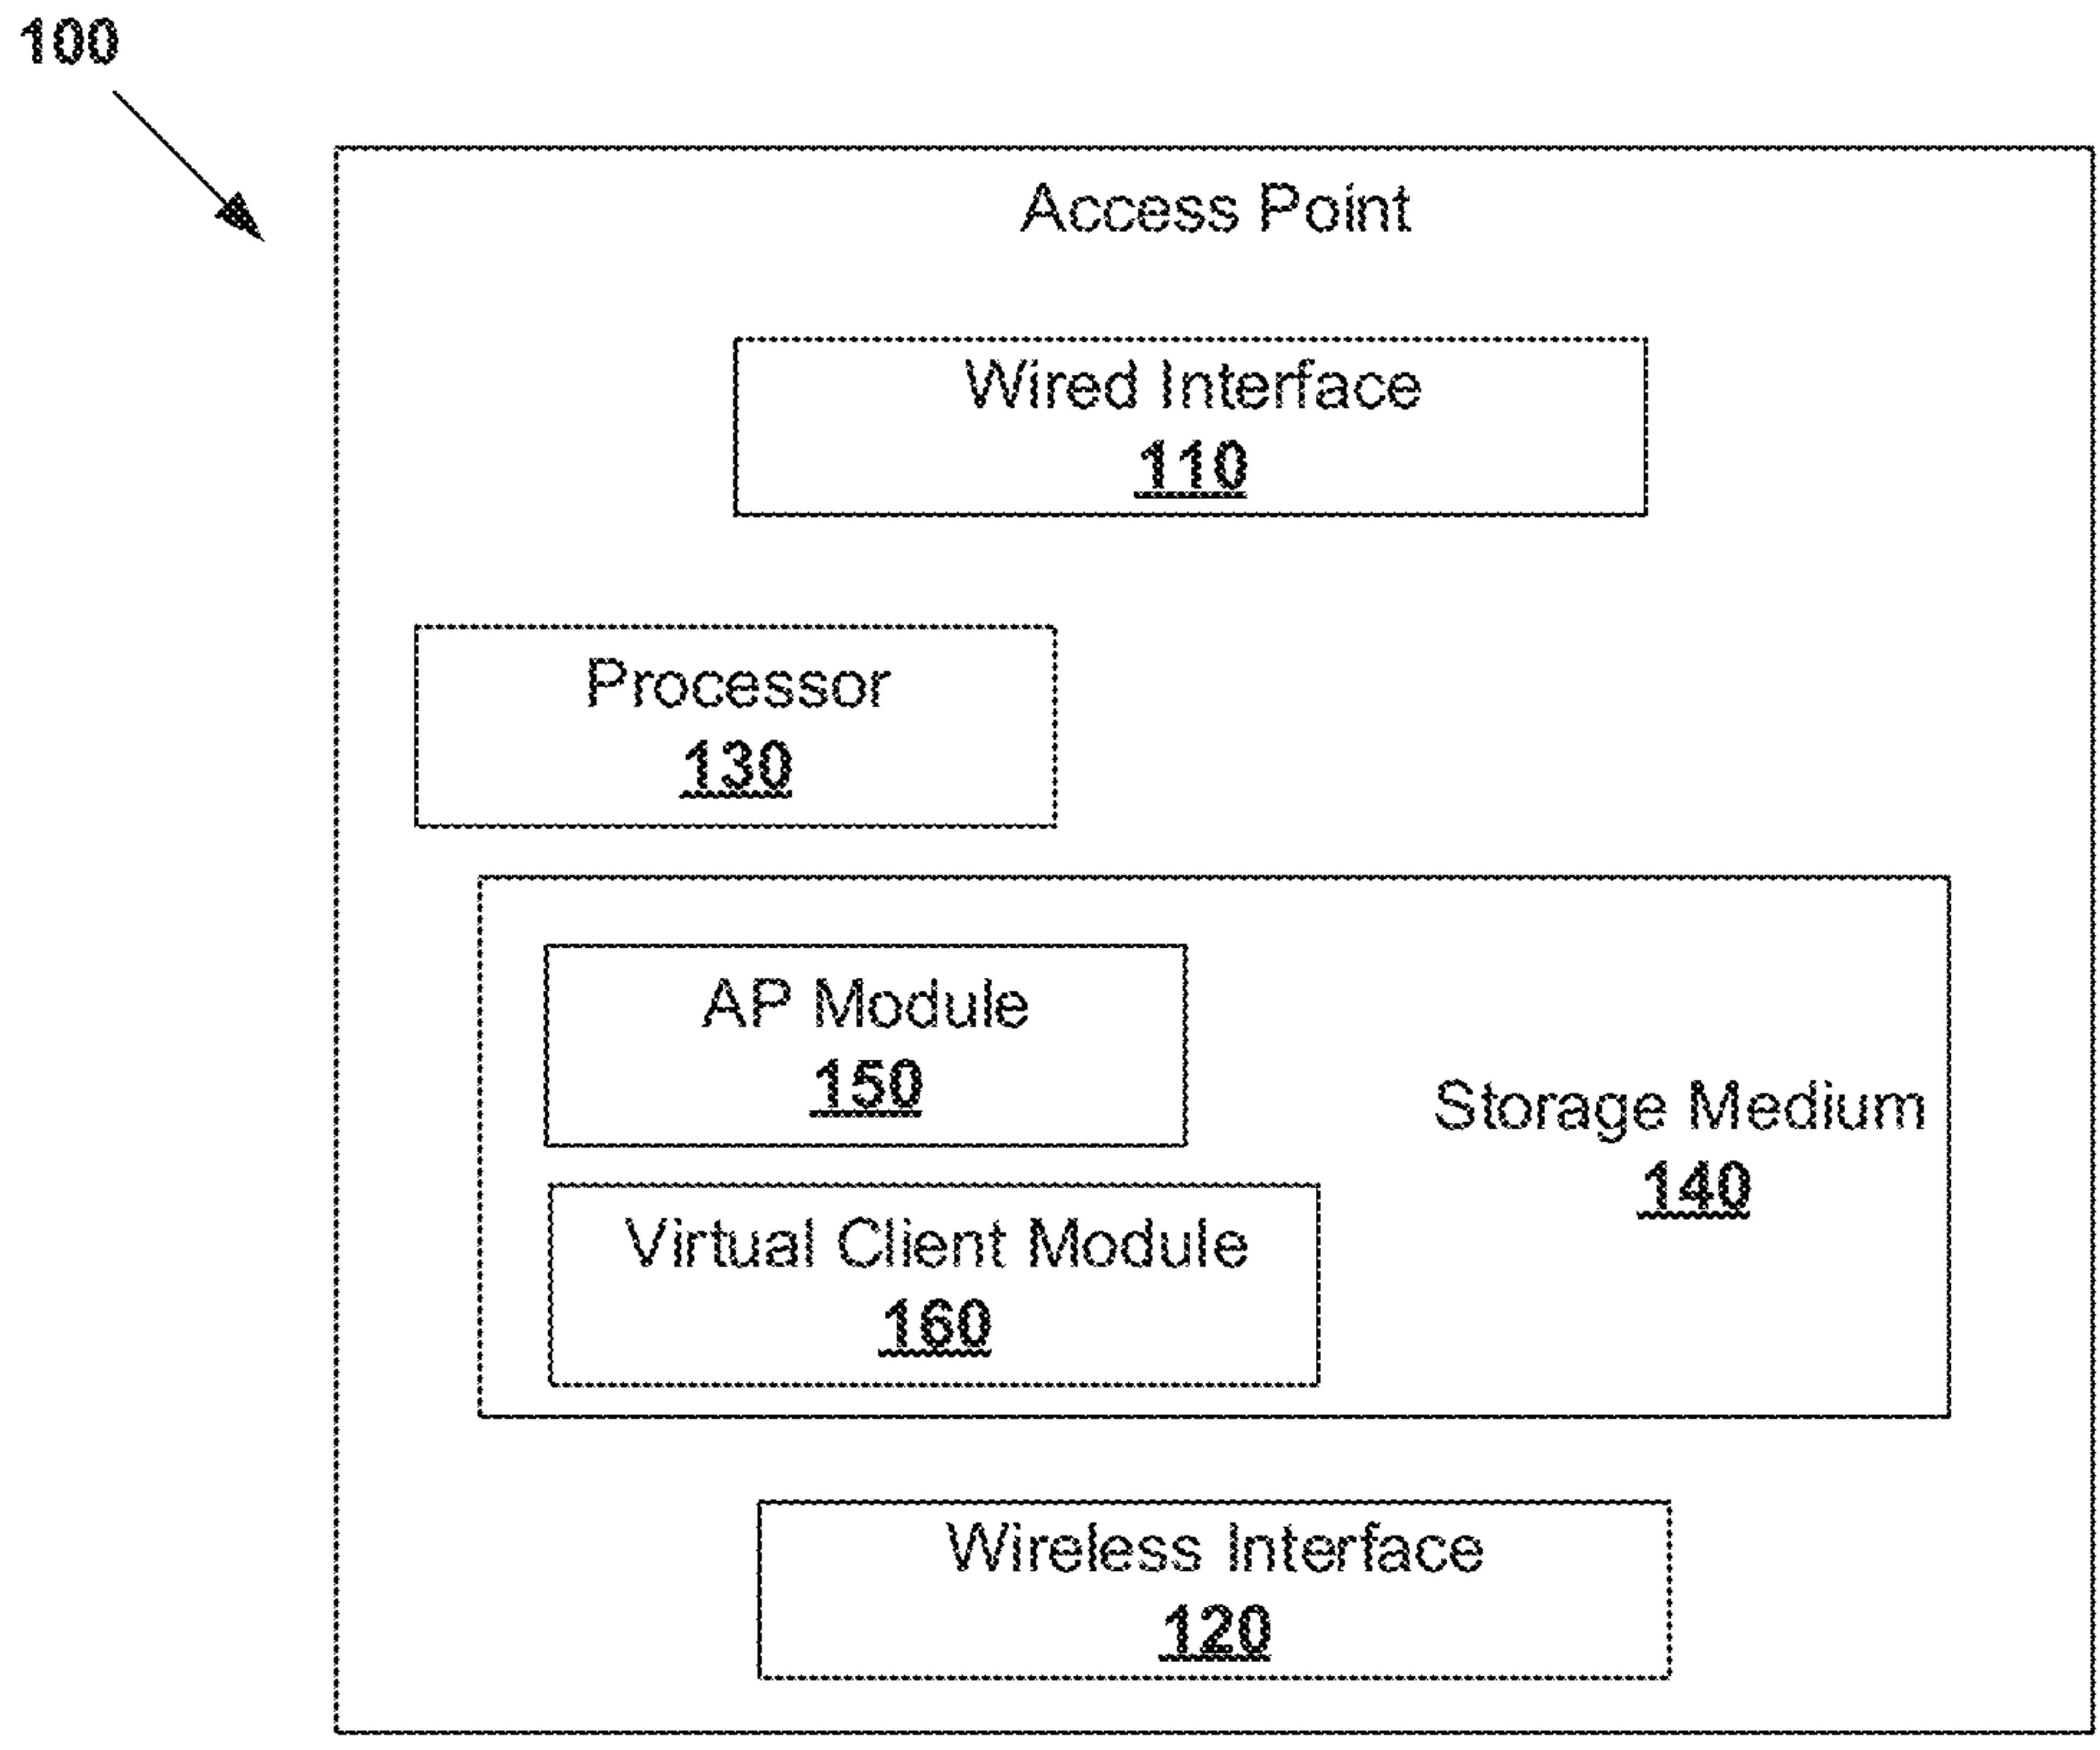 100
Access Point
Wired Interface
110
Processor
130
AP Module
150
Storage Medium
140
Virtual Client Module
160
Wireless Interface
120